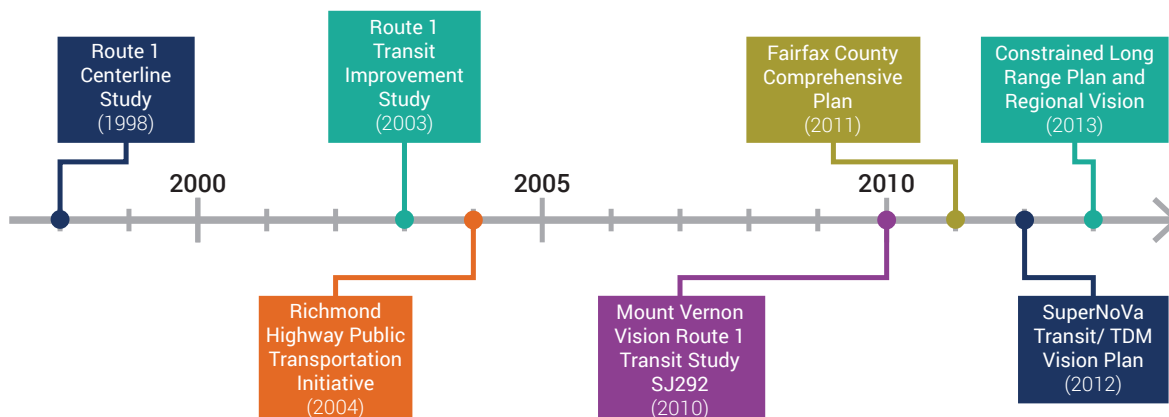 Route 1
Centerline
Study
(1998)
Route 1
Transit
Improvement
Study
(2003)
Fairfax County
Comprehensive
Plan
(2011)
Constrained Long
Range Plan and
Regional Vision
(2013)
2000
2005
2010
Richmond
Highway Public
Transportation
Initiative
(2004)
Mount Vernon
Vision Route 1
Transit Study
SJ292
(2010)
SuperNoVa
Transit/ TDM
Vision Plan
(2012)